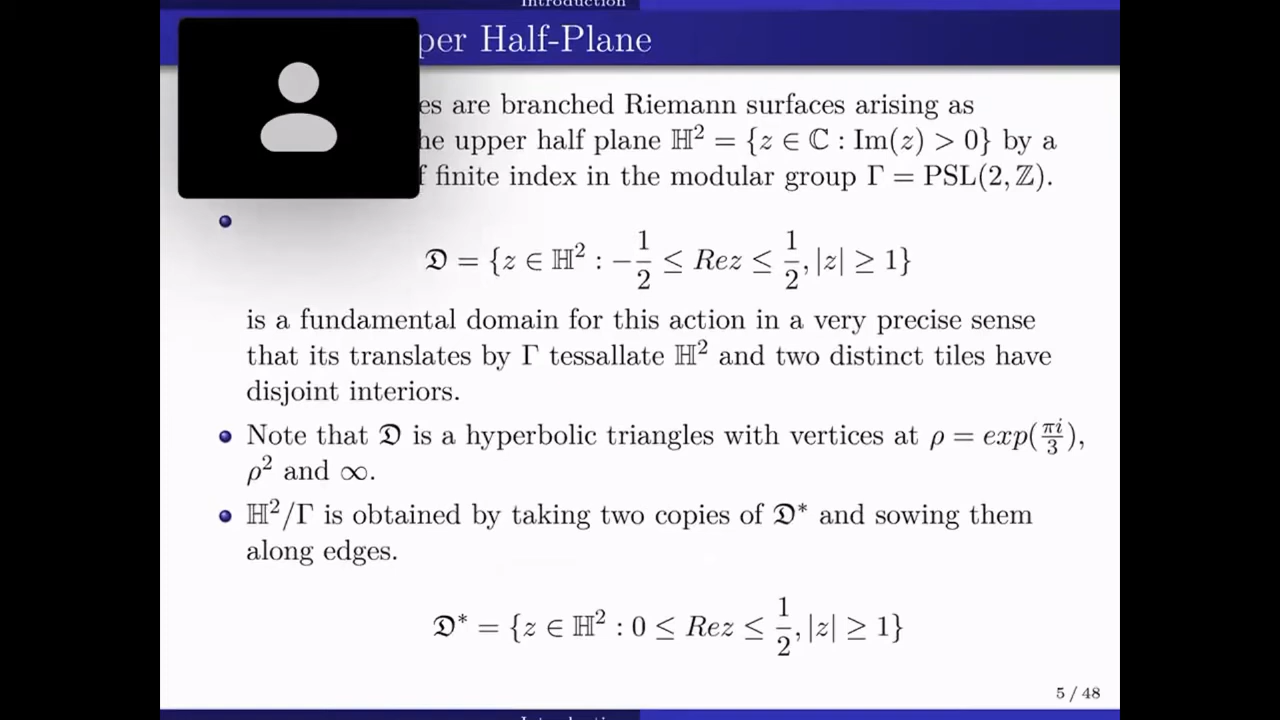 Introduction
per Half-Plane
es are branched Riemann surfaces arising as
he upper half plane ℍ² = {z ∈ ℂ : Im(z) > 0} by a
f finite index in the modular group Γ = PSL(2, ℤ).
𝔇 = {z ∈ ℍ² : −1/2 ≤ Rez ≤ 1/2, |z| ≥ 1}
is a fundamental domain for this action in a very precise sense
that its translates by Γ tessallate ℍ² and two distinct tiles have
disjoint interiors.
Note that 𝔇 is a hyperbolic triangles with vertices at ρ = exp(πi/3),
ρ² and ∞.
ℍ²/Γ is obtained by taking two copies of 𝔇* and sowing them
along edges.
𝔇* = {z ∈ ℍ² : 0 ≤ Rez ≤ 1/2, |z| ≥ 1}
5 / 48